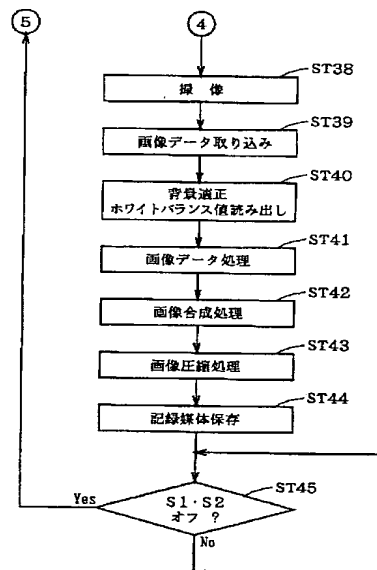 ⑤
④
ST38
撮 像
ST39
画像データ取り込み
ST40
背景適正
ホワイトバランス値読み出し
ST41
画像データ処理
ST42
画像合成処理
ST43
画像圧縮処理
ST44
記録媒体保存
ST45
S1・S2
オフ ?
Yes
No